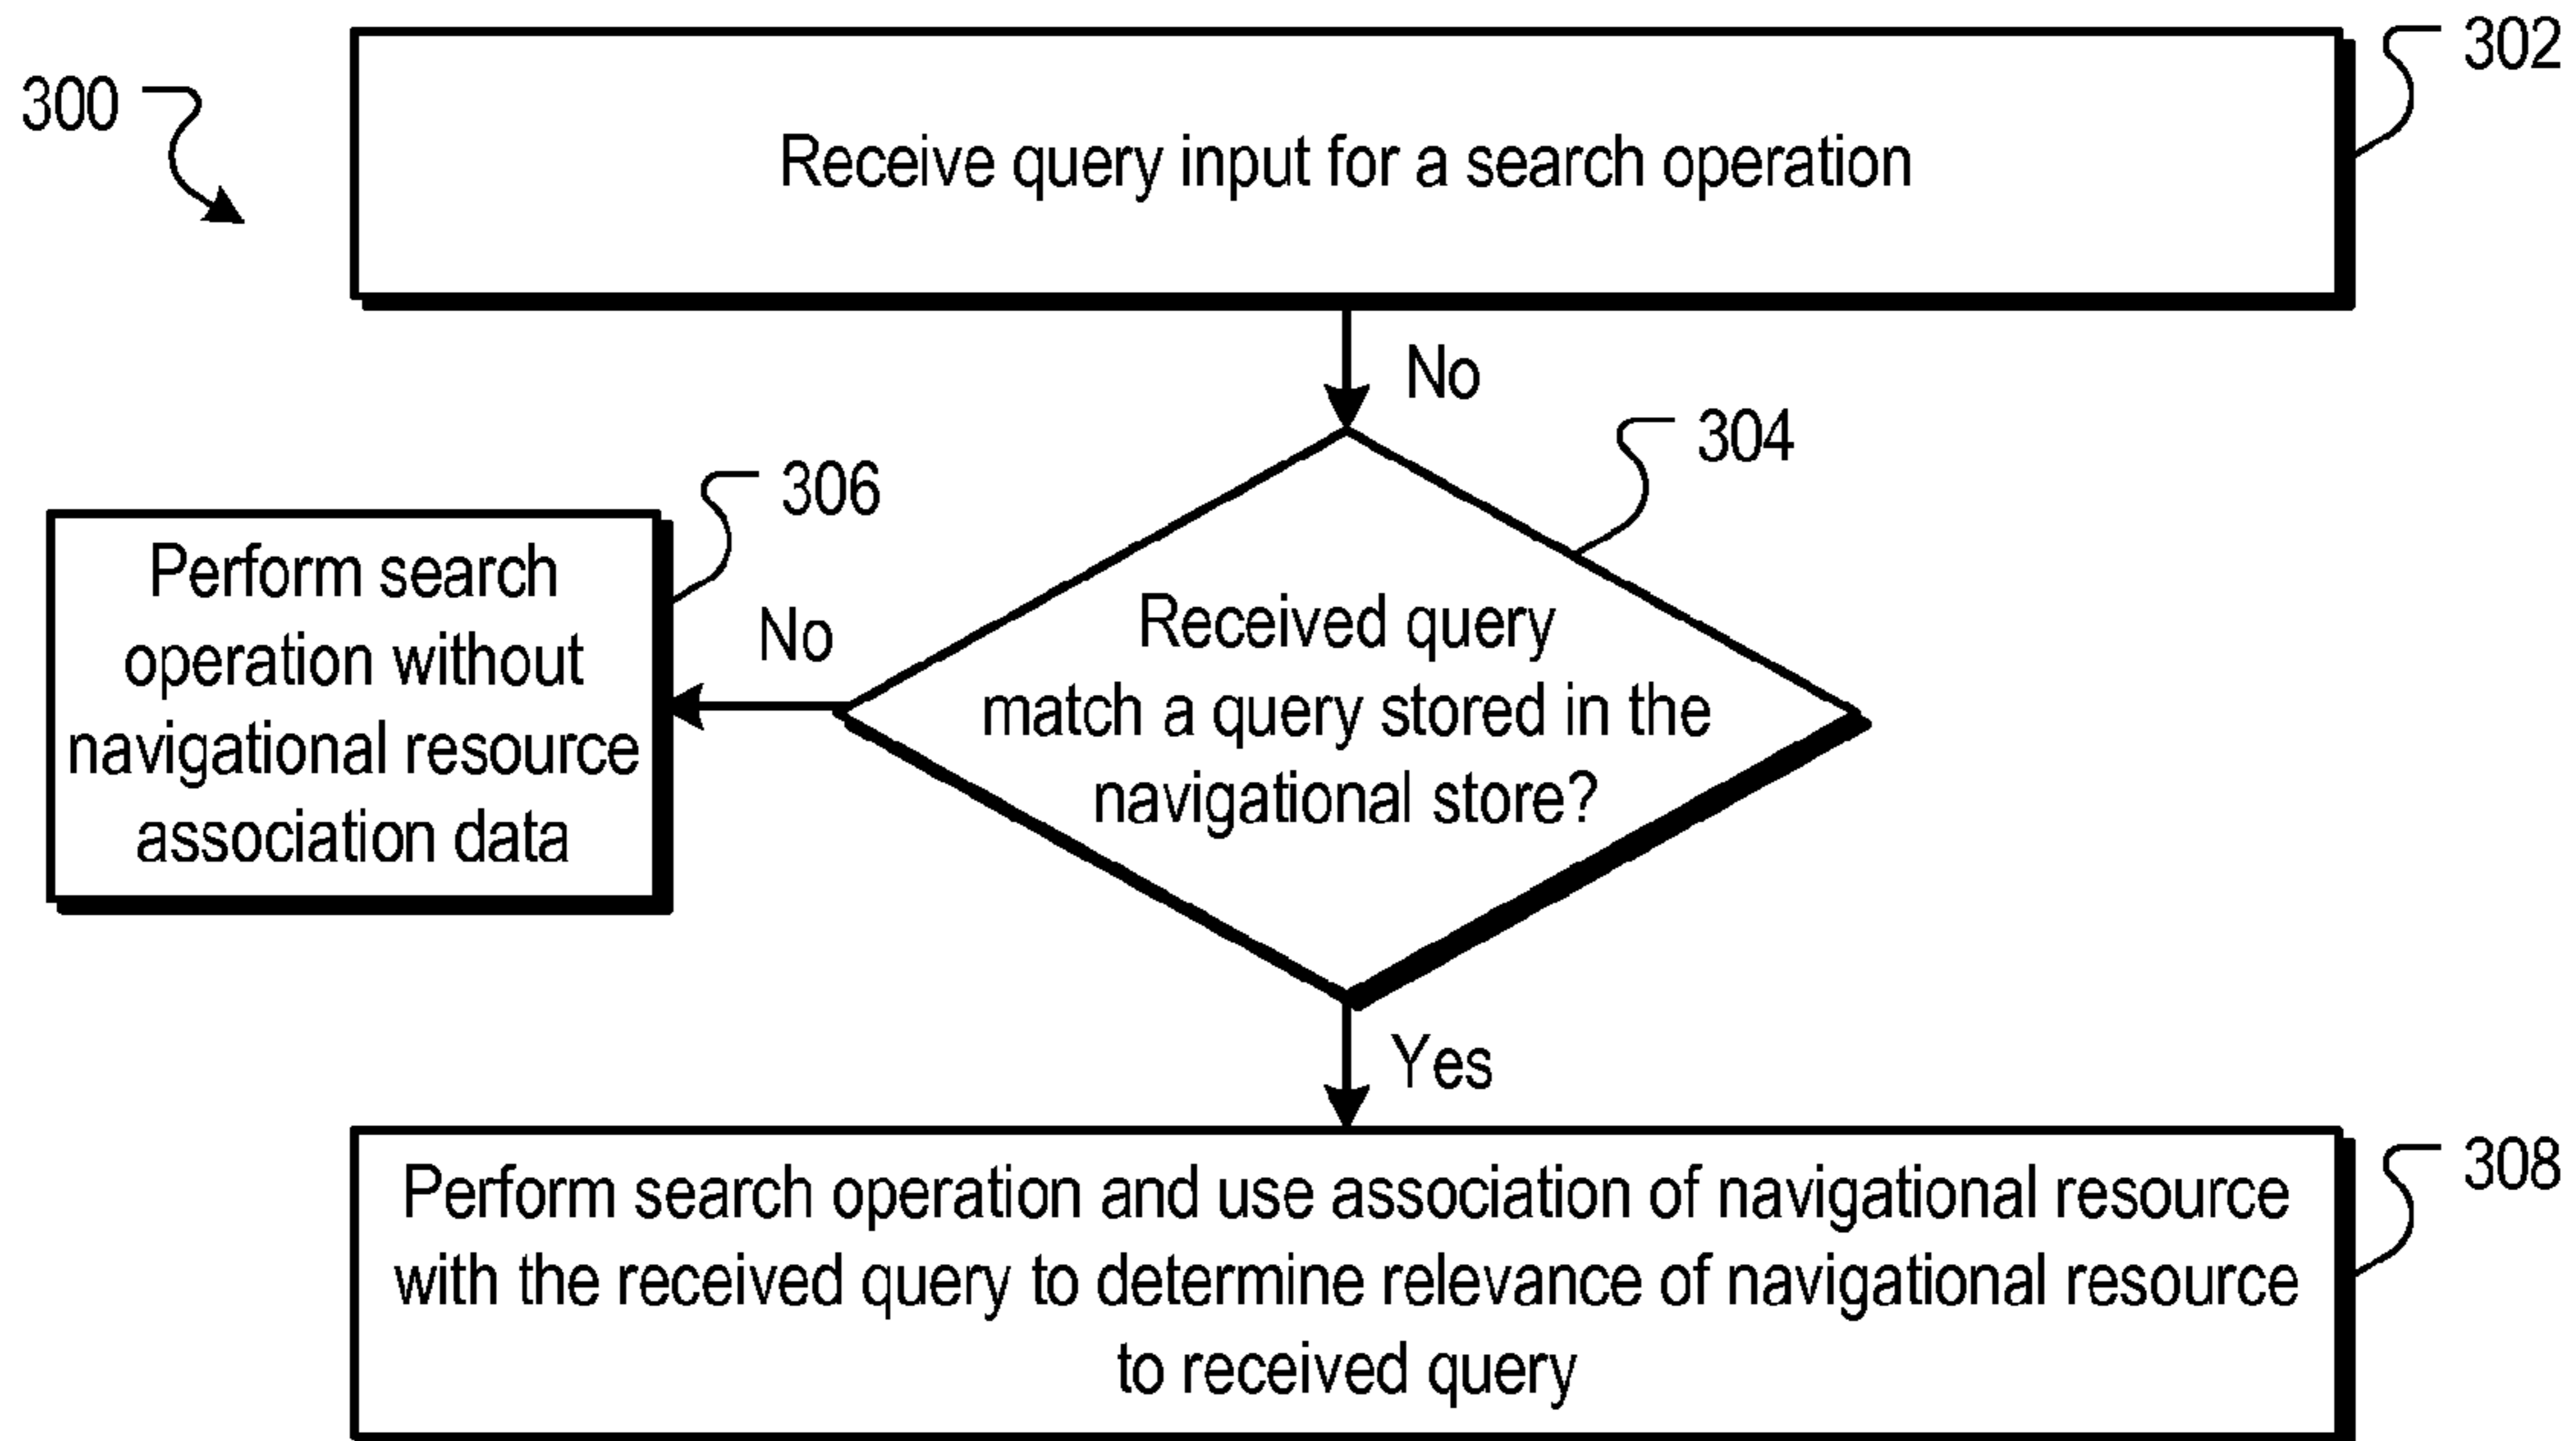 300
302
Receive query input for a search operation
No
304
306
Perform search
operation without
navigational resource
association data
No
Received query
match a query stored in the
navigational store?
Yes
308
Perform search operation and use association of navigational resource
with the received query to determine relevance of navigational resource
to received query